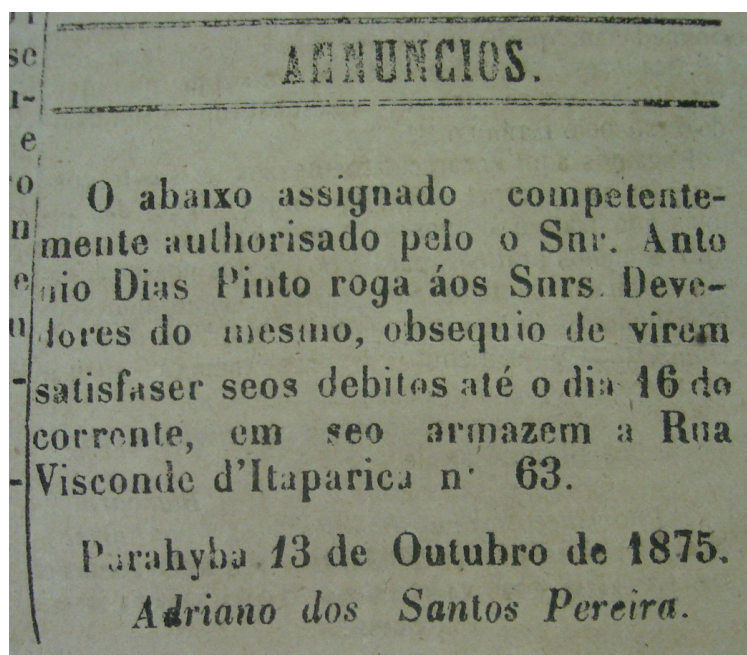 ANNUNCIOS.
O abaixo assignado competente-
mente authorisado pelo o Snr. Anto
nio Dias Pinto roga áos Snrs. Deve-
dores do mesmo, obsequio de virem
satisfaser seos debitos até o dia 16 do
corrente, em seo armazem a Rua
Visconde d'Itaparica n· 63.
Parahyba 13 de Outubro de 1875.
Adriano dos Santos Pereira.